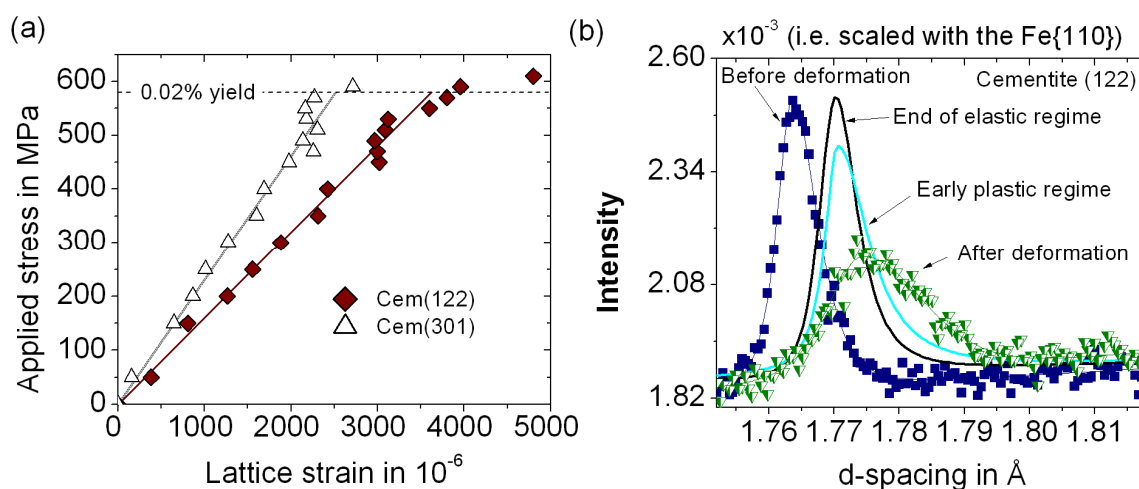 (a)
Applied stress in MPa
600
500
400
300
200
100
0
0.02% yield
Cem(122)
Cem(301)
0 1000 2000 3000 4000 5000
Lattice strain in 10⁻⁶
(b)
x10⁻³ (i.e. scaled with the Fe{110})
Intensity
2.60
2.34
2.08
1.82
Before deformation
Cementite (122)
End of elastic regime
Early plastic regime
After deformation
1.76 1.77 1.78 1.79 1.80 1.81
d-spacing in Å